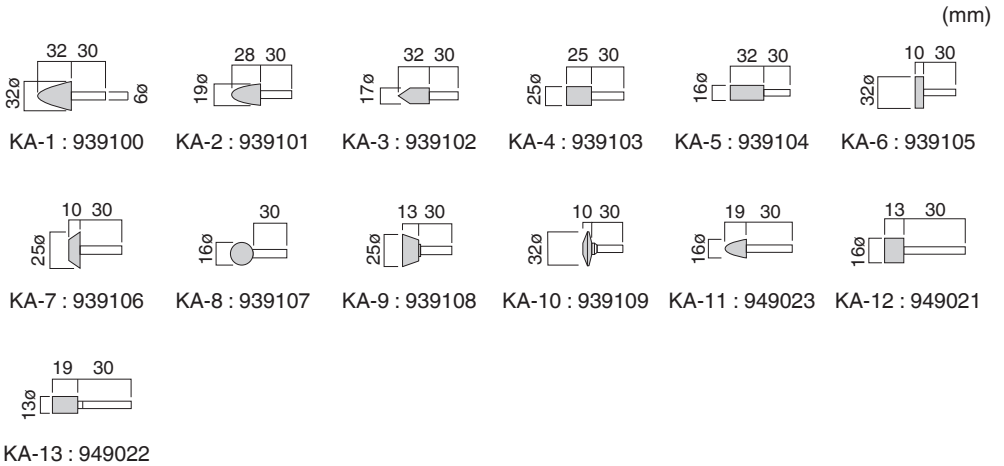 (mm)
32 30 28 30 32 30 25 30 32 30 10 30
32ø 6ø 19ø 17ø 25ø 16ø 32ø
KA-1 : 939100 KA-2 : 939101 KA-3 : 939102 KA-4 : 939103 KA-5 : 939104 KA-6 : 939105
10 30 30 13 30 10 30 19 30 13 30
25ø 16ø 25ø 32ø 16ø 16ø
KA-7 : 939106 KA-8 : 939107 KA-9 : 939108 KA-10 : 939109 KA-11 : 949023 KA-12 : 949021
19 30
13ø
KA-13 : 949022